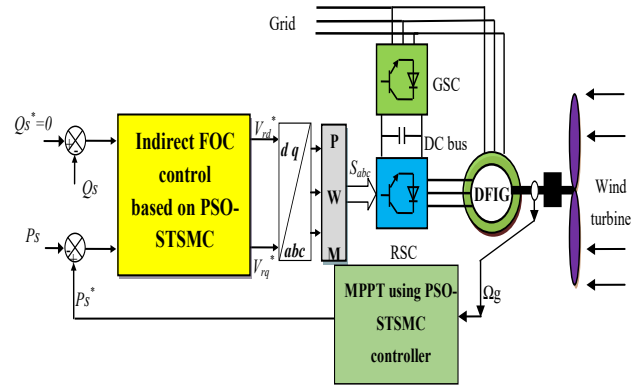 Grid
GSC
DC bus
Qs*=0
Qs
Ps
Ps*
Indirect FOC
control
based on PSO-
STSMC
Vrd*
Vrq*
d q
abc
P
W
M
Sabc
RSC
DFIG
Wind
turbine
Ωg
MPPT using PSO-
STSMC
controller